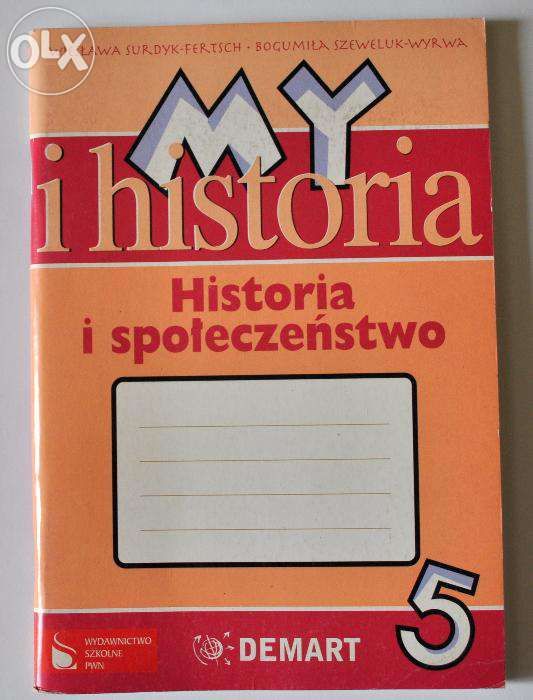 OLX
SURDYK-FERTSCH • BOGUMIŁA SZEWELUK-WYRWA
MY
i historia
Historia
i społeczeństwo
5
WYDAWNICTWO
SZKOLNE
PWN
DEMART